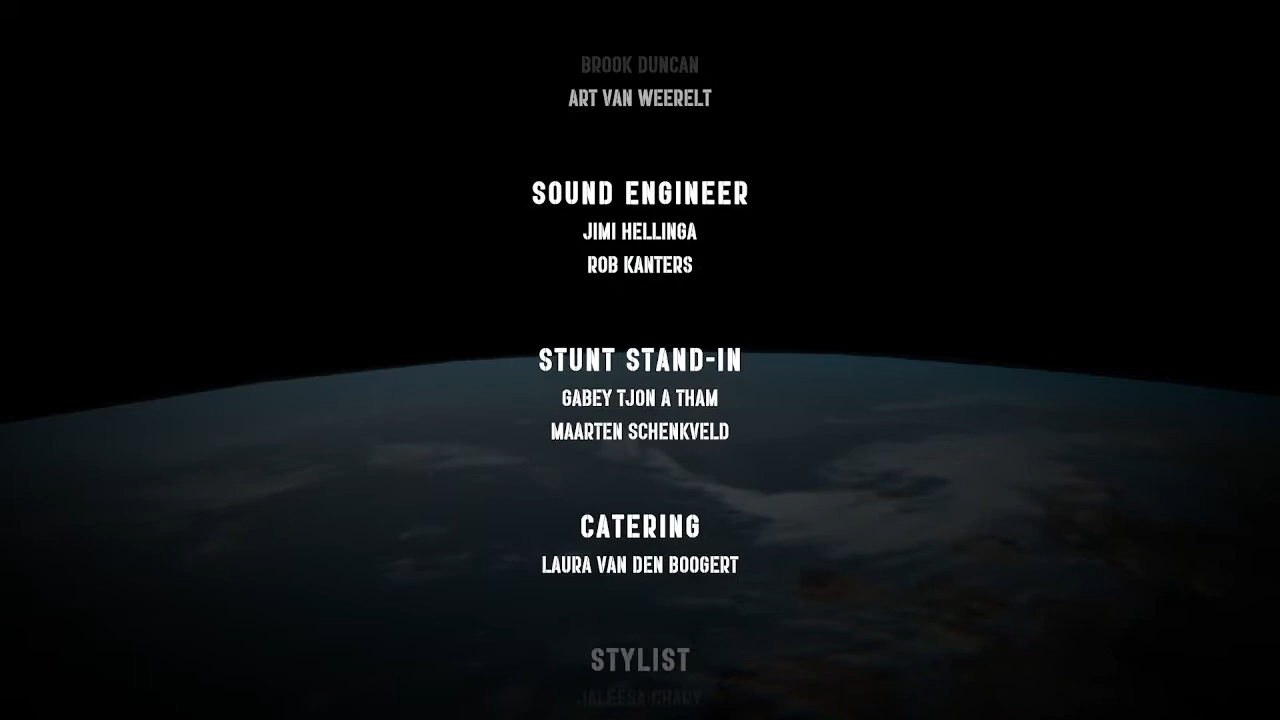 BROOK DUNCAN
ART VAN WEERELT
SOUND ENGINEER
JIMI HELLINGA
ROB KANTERS
STUNT STAND-IN
GABEY TJON A THAM
MAARTEN SCHENKVELD
CATERING
LAURA VAN DEN BOOGERT
STYLIST
JALEESA